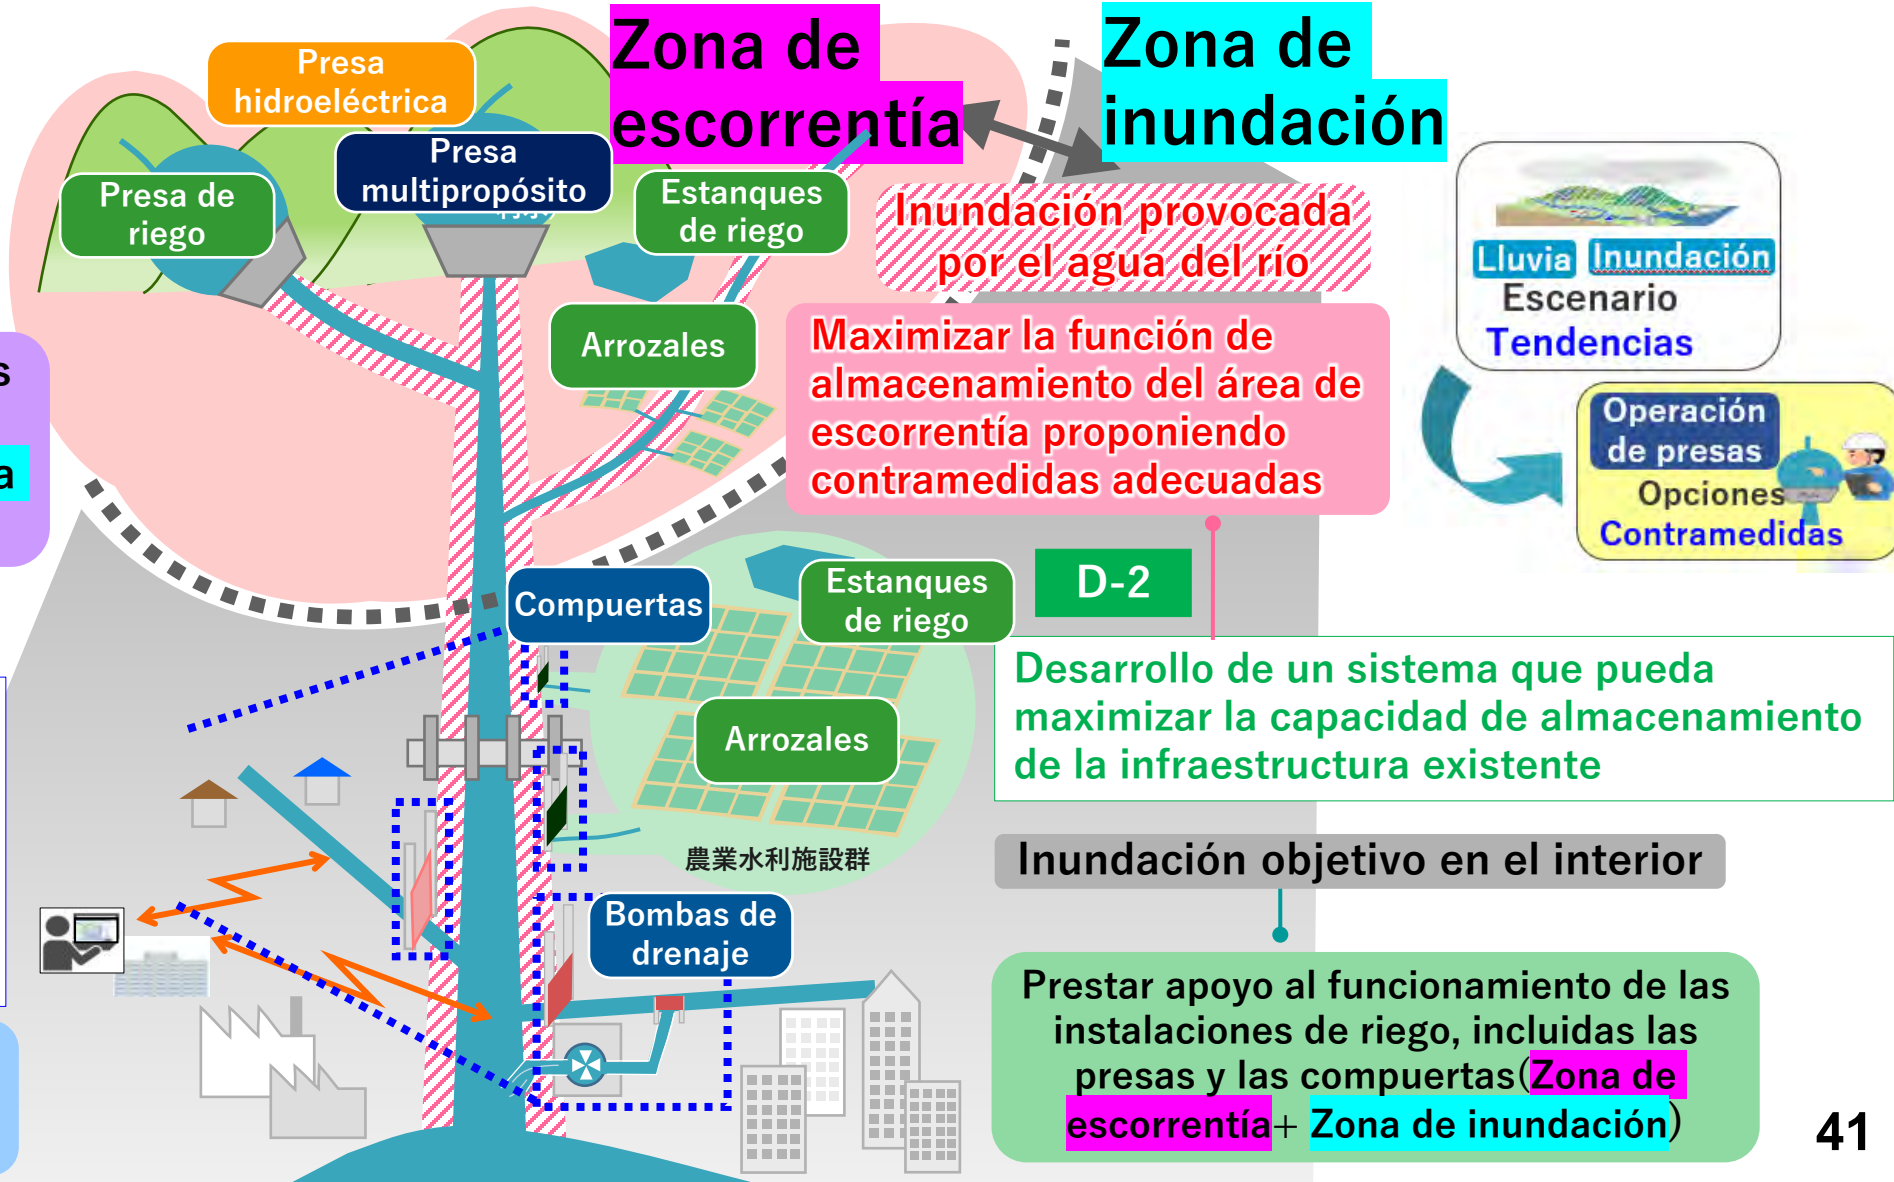 Zona de
escorrentía
Zona de
inundación
Presa
hidroeléctrica
Presa
multipropósito
Presa de
riego
Estanques
de riego
Inundación provocada
por el agua del río
Lluvia Inundación
Escenario
Tendencias
Arrozales
Maximizar la función de
almacenamiento del área de
escorrentía proponiendo
contramedidas adecuadas
s
a
Operación
de presas
Opciones
Contramedidas
Compuertas
Estanques
de riego
D-2
Arrozales
Desarrollo de un sistema que pueda
maximizar la capacidad de almacenamiento
de la infraestructura existente
農業水利施設群
Inundación objetivo en el interior
Bombas de
drenaje
Prestar apoyo al funcionamiento de las
instalaciones de riego, incluidas las
presas y las compuertas(Zona de
escorrentía+ Zona de inundación)
41